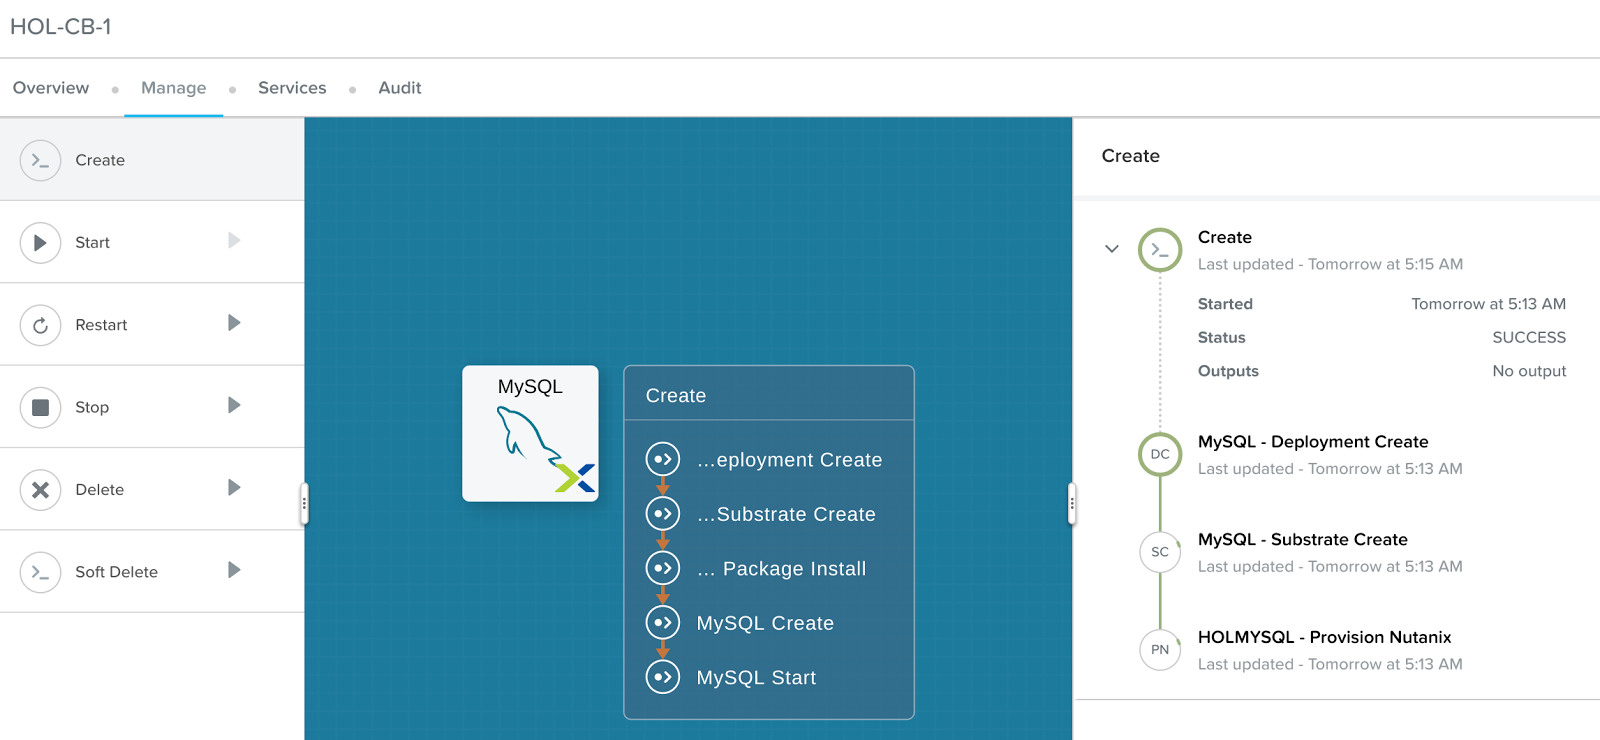 HOL-CB-1
Overview
Manage
Services
Audit
Create
Start
Restart
Stop
Delete
Soft Delete
MySQL
Create
...eployment Create
...Substrate Create
... Package Install
MySQL Create
MySQL Start
Create
Create
Last updated - Tomorrow at 5:15 AM
Started Tomorrow at 5:13 AM
Status SUCCESS
Outputs No output
DC
MySQL - Deployment Create
Last updated - Tomorrow at 5:13 AM
SC
MySQL - Substrate Create
Last updated - Tomorrow at 5:13 AM
PN
HOLMYSQL - Provision Nutanix
Last updated - Tomorrow at 5:13 AM